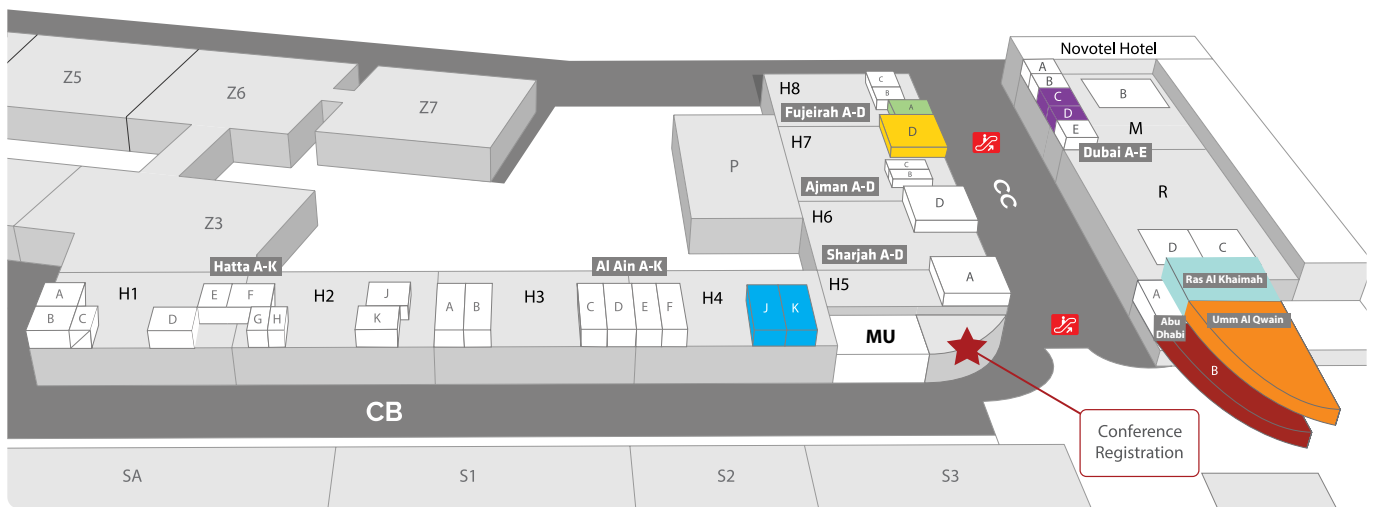 Novotel Hotel
Z5
Z6
Z7
H8
C
B
A
Fujeirah A-D
D
H7
C
B
Ajman A-D
D
H6
Sharjah A-D
A
H5
P
CC
A
B
C
D
E
B
M
Dubai A-E
R
D
C
Ras Al Khaimah
A
Abu
Dhabi
Umm Al Qwain
B
Z3
Hatta A-K
Al Ain A-K
A
B
C
H1
D
E
F
G
H
H2
J
K
A
B
H3
C
D
E
F
H4
J
K
MU
CB
Conference
Registration
SA
S1
S2
S3